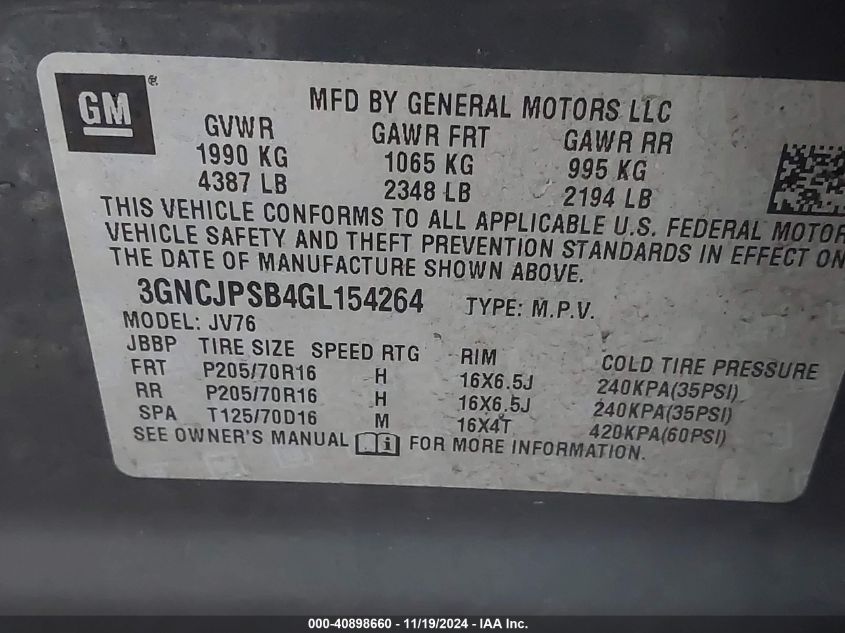 GM ®
MFD BY GENERAL MOTORS LLC
GVWR GAWR FRT GAWR RR
1990 KG 1065 KG 995 KG
4387 LB 2348 LB 2194 LB
THIS VEHICLE CONFORMS TO ALL APPLICABLE U.S. FEDERAL MOTOR
VEHICLE SAFETY AND THEFT PREVENTION STANDARDS IN EFFECT ON
THE DATE OF MANUFACTURE SHOWN ABOVE.
3GNCJPSB4GL154264 TYPE: M.P.V.
MODEL: JV76
JBBP TIRE SIZE SPEED RTG RIM COLD TIRE PRESSURE
FRT P205/70R16 H 16X6.5J 240KPA(35PSI)
RR P205/70R16 H 16X6.5J 240KPA(35PSI)
SPA T125/70D16 M 16X4T 420KPA(60PSI)
SEE OWNER'S MANUAL FOR MORE INFORMATION.
000-40898660 - 11/19/2024 - IAA Inc.